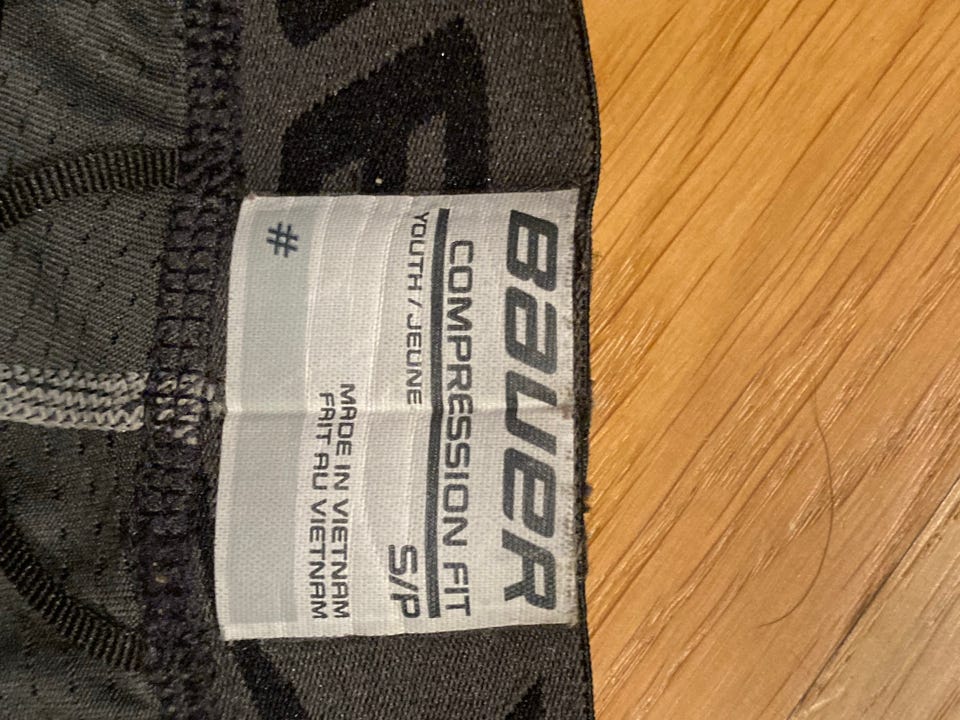 BAUER
COMPRESSION FIT
YOUTH / JEUNE S/P
MADE IN VIETNAM
FAIT AU VIETNAM
#